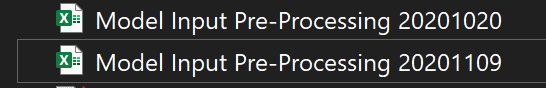 Model Input Pre-Processing 20201020
Model Input Pre-Processing 20201109